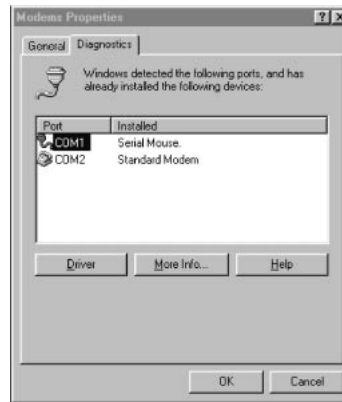 Modems Properties
? X
General Diagnostics
Windows detected the following ports, and has
already installed the following devices:
Port Installed
COM1 Serial Mouse.
COM2 Standard Modem
Driver More Info... Help
OK Cancel